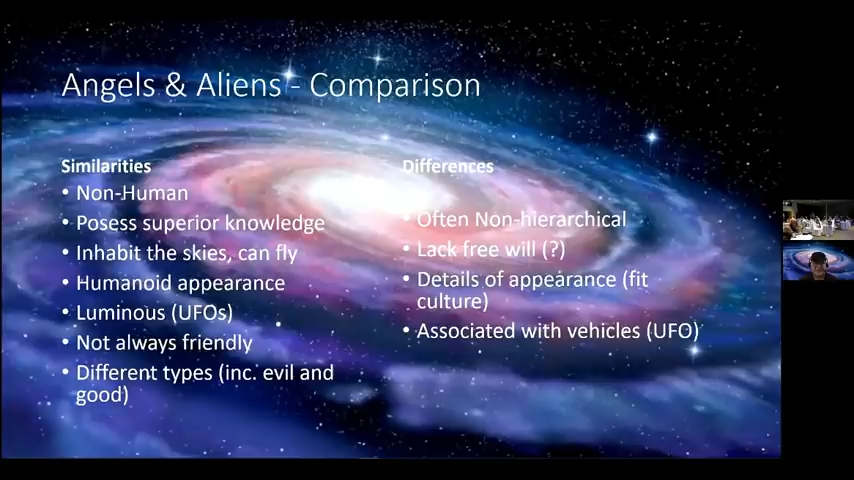 Angels & Aliens - Comparison
Similarities
• Non-Human
• Posess superior knowledge
• Inhabit the skies, can fly
• Humanoid appearance
• Luminous (UFOs)
• Not always friendly
• Different types (inc. evil and
good)
Differences
• Often Non-hierarchical
• Lack free will (?)
• Details of appearance (fit
culture)
• Associated with vehicles (UFO)